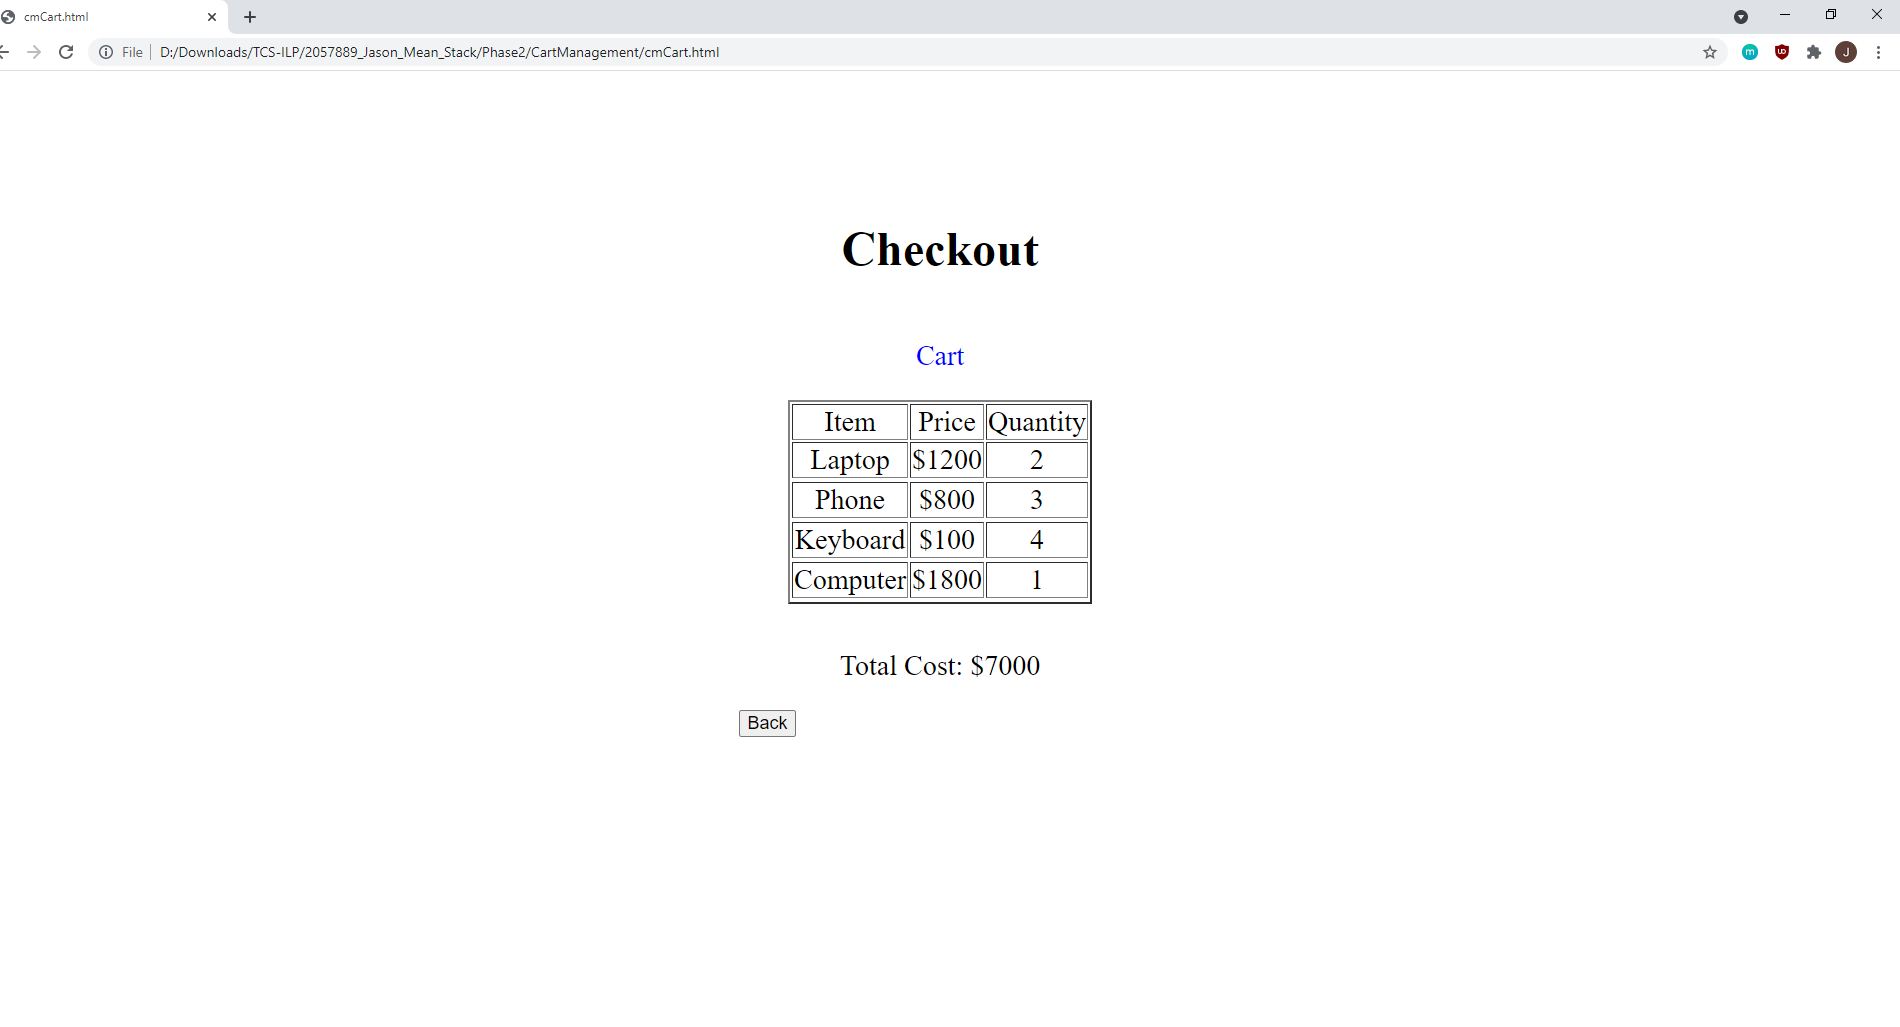 cmCart.html
File D:/Downloads/TCS-ILP/2057889_Jason_Mean_Stack/Phase2/CartManagement/cmCart.html
m
J
Checkout
Cart
Item Price Quantity
Laptop $1200 2
Phone $800 3
Keyboard $100 4
Computer $1800 1
Total Cost: $7000
Back